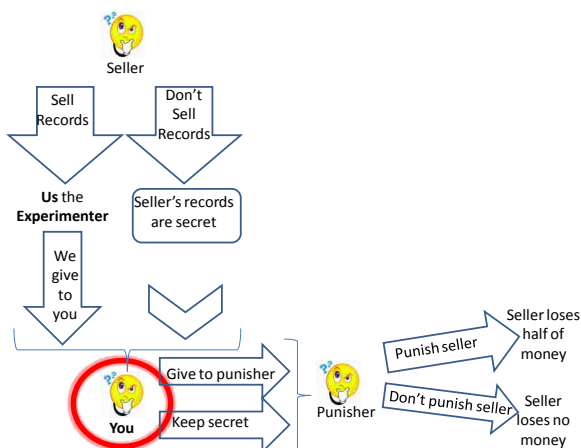 ??
Seller
Sell
Records
Don't
Sell
Records
Us the
Experimenter
Seller's records
are secret
We
give
to
you
??
You
Give to punisher
Keep secret
??
Punisher
Punish seller
Don't punish seller
Seller loses
half of
money
Seller
loses no
money